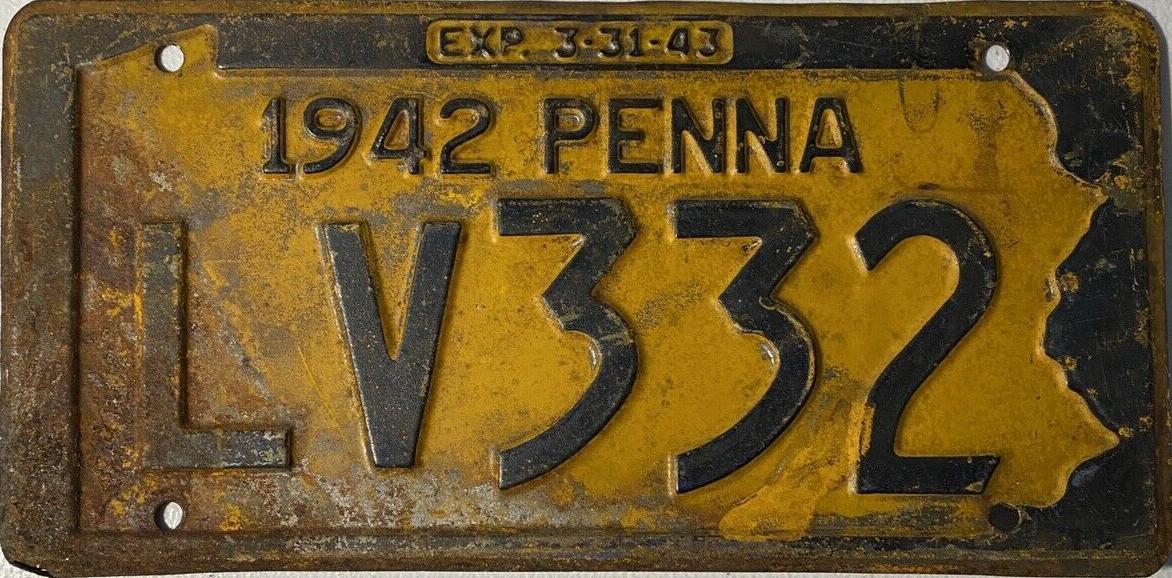 EXP. 3-31-43
1942 PENNA
LV332